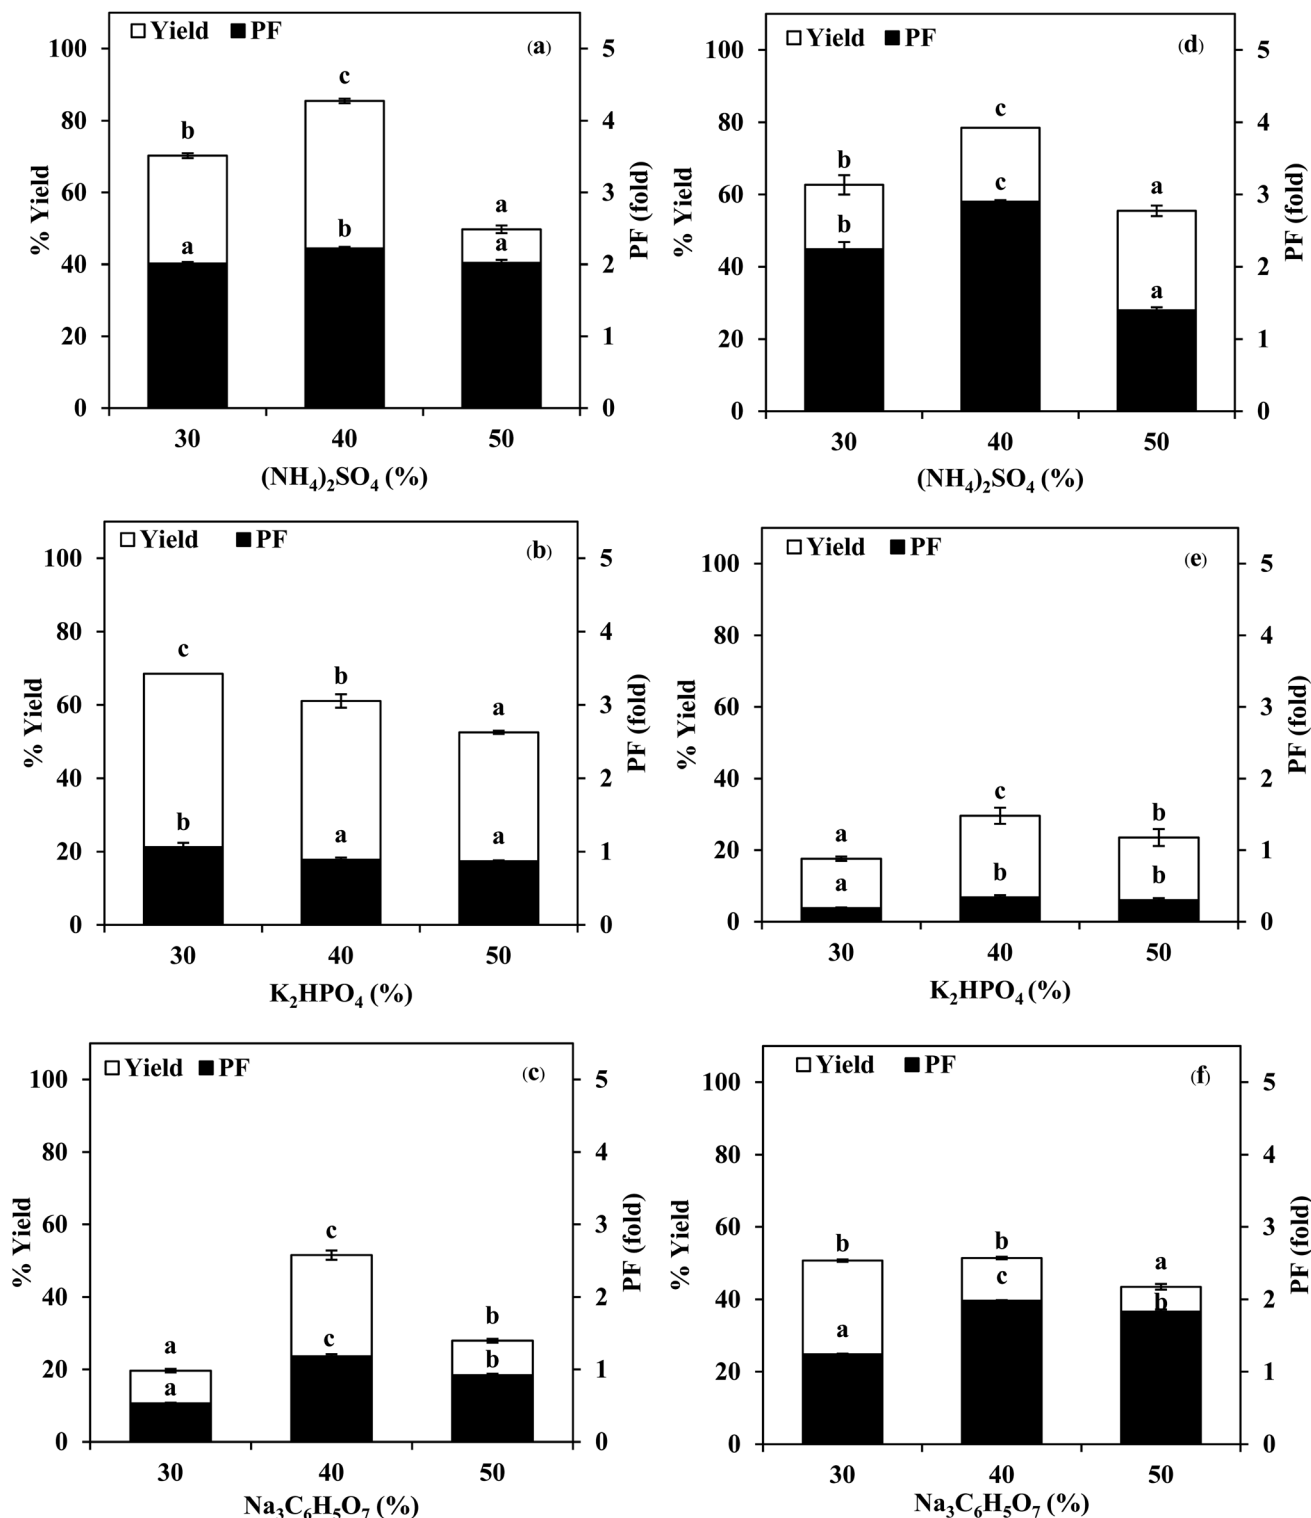 Yield PF (a)
100 5
c
80 4
b
60 3
a
b
a a
40 2
20 1
0 0
% Yield
PF (fold)
30 40 50
(NH₄)₂SO₄ (%)
Yield PF (d)
100 5
c
80 4
b
c
a
60 3
b
40 2
a
20 1
0 0
% Yield
PF (fold)
30 40 50
(NH₄)₂SO₄ (%)
Yield PF (b)
100 5
80 4
c
b
a
60 3
40 2
b
a a
20 1
0 0
% Yield
PF (fold)
30 40 50
K₂HPO₄ (%)
Yield PF (e)
100 5
80 4
60 3
40 2
c
b
a
20 1
a b b
0 0
% Yield
PF (fold)
30 40 50
K₂HPO₄ (%)
Yield PF (c)
100 5
80 4
60 3
c
40 2
b
c
a
b
20 1
a
0 0
% Yield
PF (fold)
30 40 50
Na₃C₆H₅O₇ (%)
Yield PF (f)
100 5
80 4
60 3
b b a
c
b
40 2
a
20 1
0 0
% Yield
PF (fold)
30 40 50
Na₃C₆H₅O₇ (%)